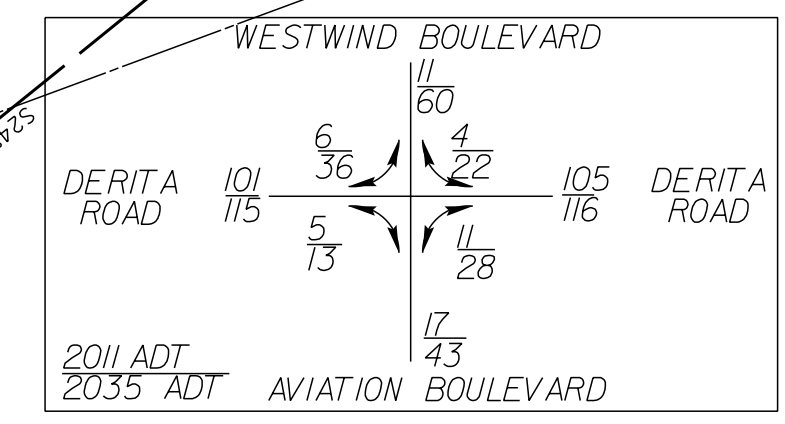 WESTWIND BOULEVARD
11
60
6
36
4
22
DERITA
ROAD
101
115
105
116
DERITA
ROAD
5
13
11
28
17
43
2011 ADT
2035 ADT
AVIATION BOULEVARD